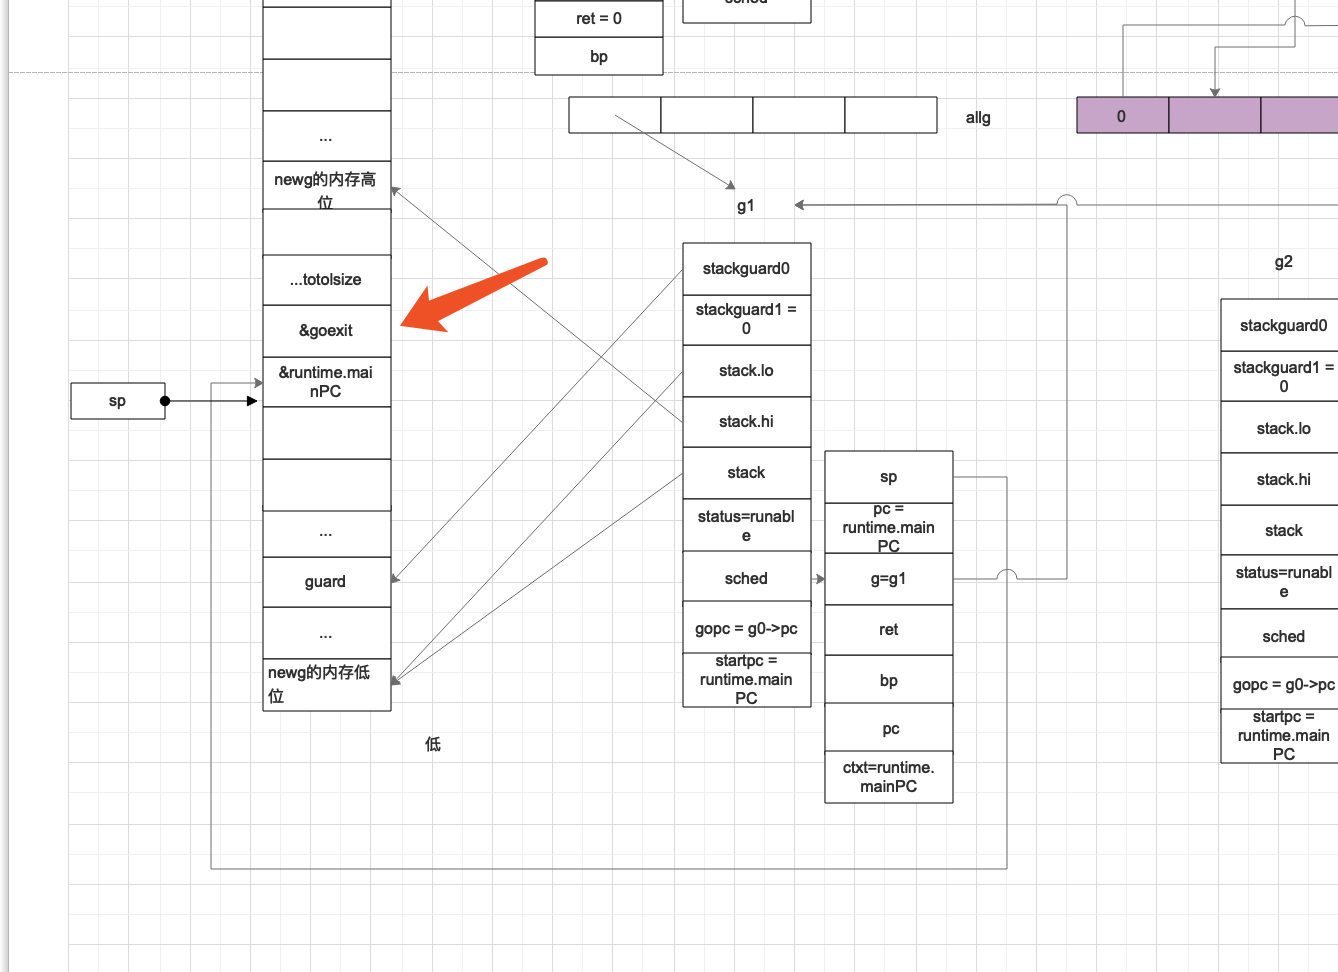 sched
ret = 0
bp
...
allg
0
newg的内存高
位
g1
...totolsize
&goexit
&runtime.mai
nPC
sp
...
guard
...
newg的内存低
位
低
stackguard0
stackguard1 =
0
stack.lo
stack.hi
stack
status=runabl
e
sched
gopc = g0->pc
startpc =
runtime.main
PC
sp
pc =
runtime.main
PC
g=g1
ret
bp
pc
ctxt=runtime.
mainPC
g2
stackguard0
stackguard1 =
0
stack.lo
stack.hi
stack
status=runabl
e
sched
gopc = g0->pc
startpc =
runtime.main
PC